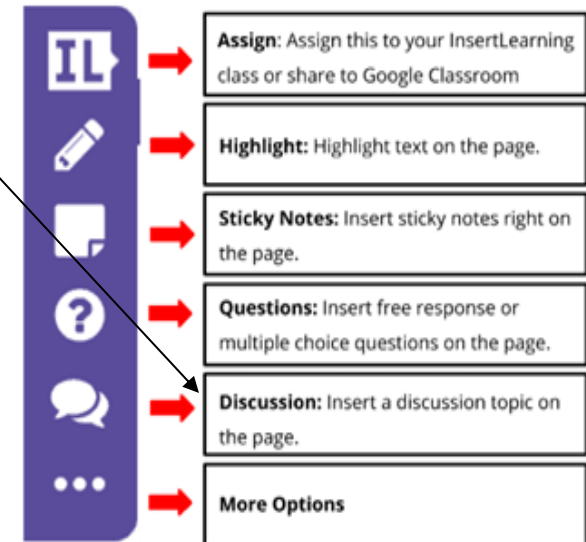 IL
Assign: Assign this to your InsertLearning
class or share to Google Classroom
Highlight: Highlight text on the page.
Sticky Notes: Insert sticky notes right on
the page.
?
Questions: Insert free response or
multiple choice questions on the page.
Discussion: Insert a discussion topic on
the page.
More Options